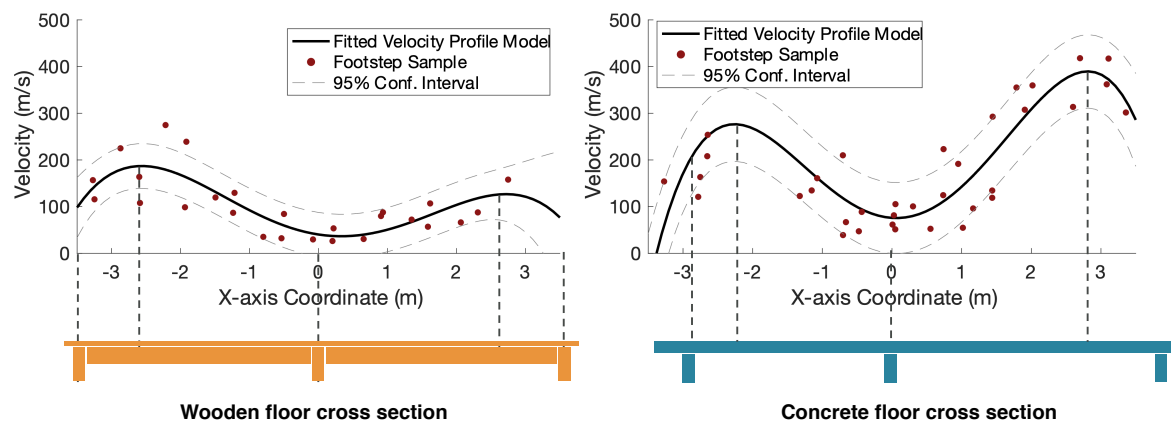 500
400
300
200
100
0
Velocity (m/s)
Fitted Velocity Profile Model
Footstep Sample
95% Conf. Interval
-3 -2 -1 0 1 2 3
X-axis Coordinate (m)
Wooden floor cross section
500
400
300
200
100
0
Velocity (m/s)
Fitted Velocity Profile Model
Footstep Sample
95% Conf. Interval
-3 -2 -1 0 1 2 3
X-axis Coordinate (m)
Concrete floor cross section